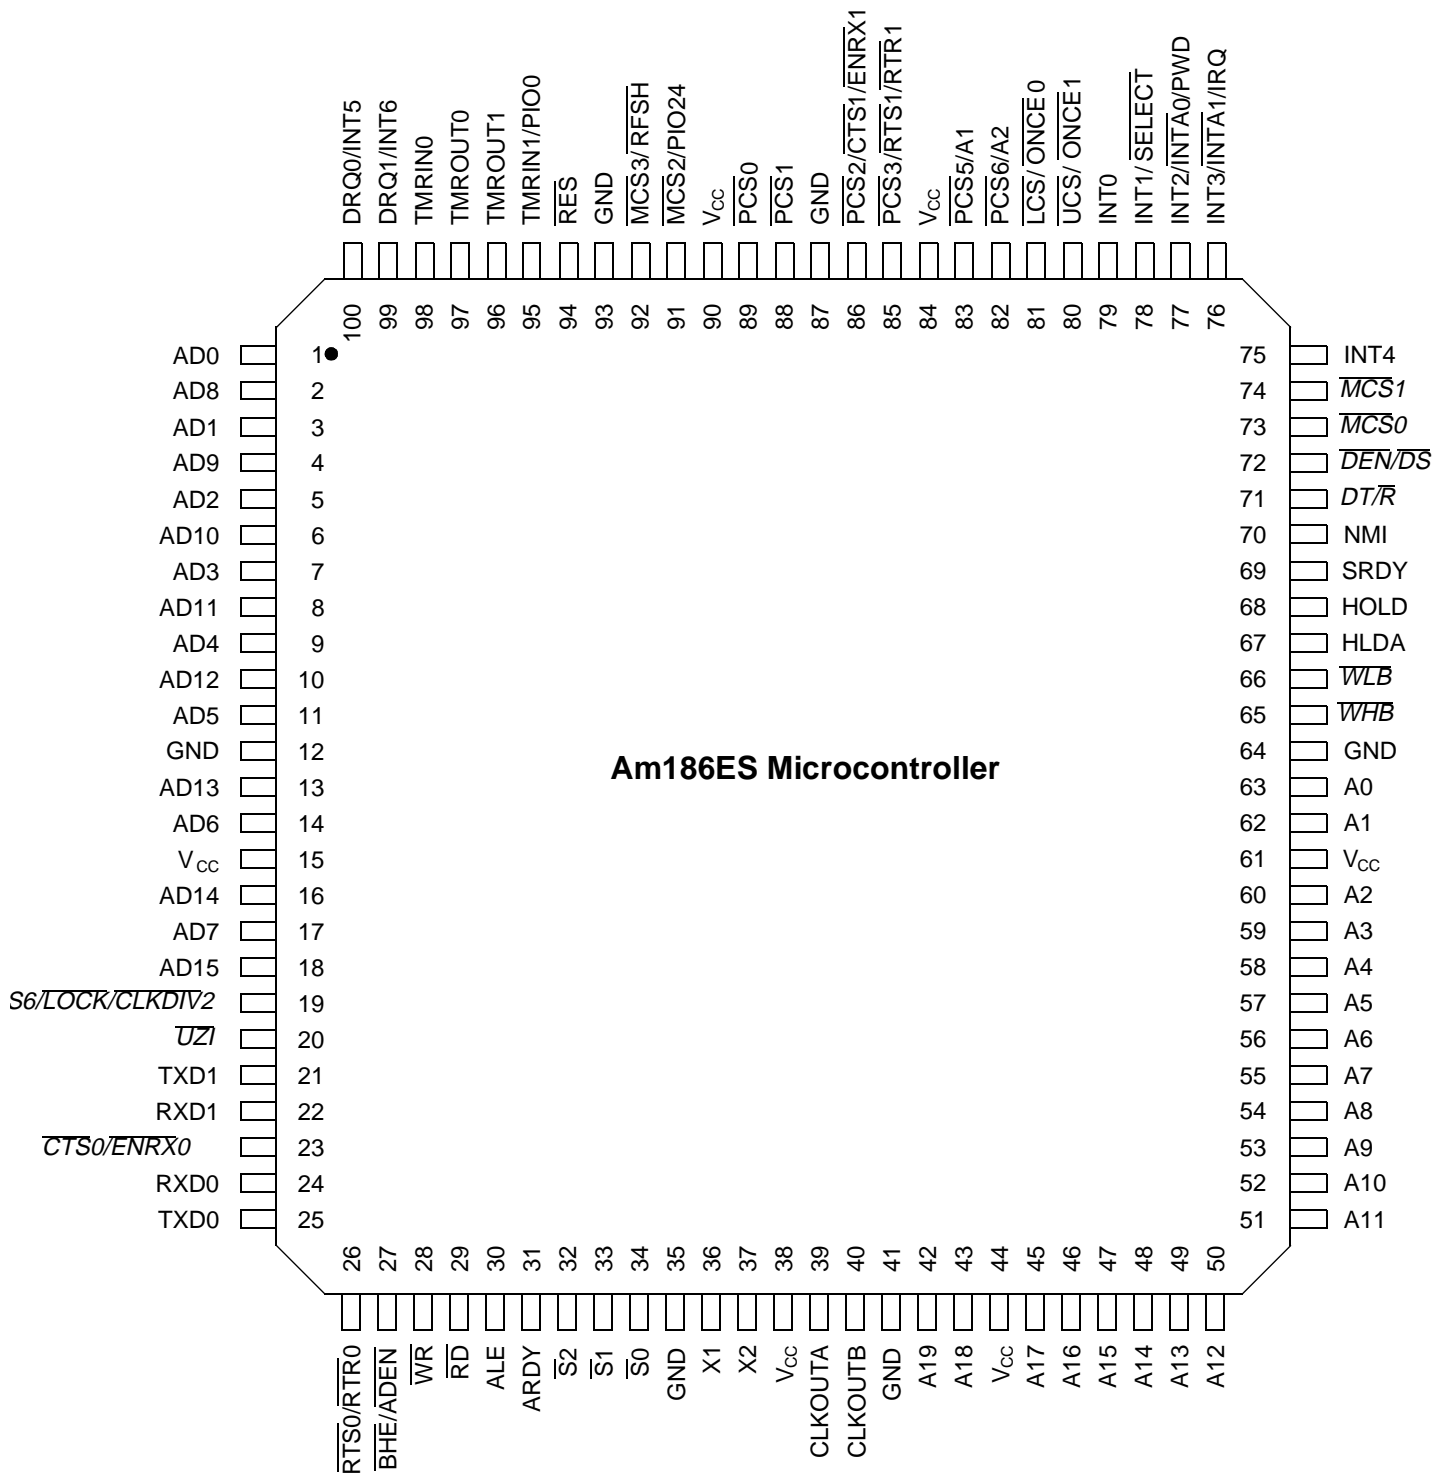 DRQ0/INT5
DRQ1/INT6
TMRIN0
TMROUT0
TMROUT1
TMRIN1/PIO0
RES
GND
MCS3/ RFSH
MCS2/PIO24
VCC
PCS0
PCS1
GND
PCS2/CTS1/ENRX1
PCS3/RTS1/RTR1
VCC
PCS5/A1
PCS6/A2
LCS/ ONCE 0
UCS/ ONCE 1
INT0
INT1/ SELECT
INT2/INTA0/PWD
INT3/INTA1/IRQ
100 99 98 97 96 95 94 93 92 91 90 89 88 87 86 85 84 83 82 81 80 79 78 77 76
AD0 1
AD8 2
AD1 3
AD9 4
AD2 5
AD10 6
AD3 7
AD11 8
AD4 9
AD12 10
AD5 11
GND 12
AD13 13
AD6 14
VCC 15
AD14 16
AD7 17
AD15 18
S6/LOCK/CLKDIV2 19
UZI 20
TXD1 21
RXD1 22
CTS0/ENRX0 23
RXD0 24
TXD0 25
Am186ES Microcontroller
75 INT4
74 MCS1
73 MCS0
72 DEN/DS
71 DT/R
70 NMI
69 SRDY
68 HOLD
67 HLDA
66 WLB
65 WHB
64 GND
63 A0
62 A1
61 VCC
60 A2
59 A3
58 A4
57 A5
56 A6
55 A7
54 A8
53 A9
52 A10
51 A11
26 27 28 29 30 31 32 33 34 35 36 37 38 39 40 41 42 43 44 45 46 47 48 49 50
RTS0/RTR0
BHE/ADEN
WR
RD
ALE
ARDY
S2
S1
S0
GND
X1
X2
VCC
CLKOUTA
CLKOUTB
GND
A19
A18
VCC
A17
A16
A15
A14
A13
A12